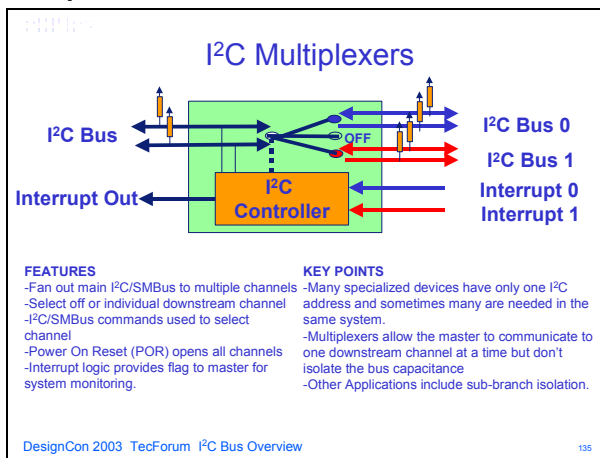 I²C Multiplexers
I²C Bus
OFF
I²C Bus 0
I²C Bus 1
Interrupt Out
I²C
Controller
Interrupt 0
Interrupt 1
FEATURES
-Fan out main I²C/SMBus to multiple channels
-Select off or individual downstream channel
-I²C/SMBus commands used to select
channel
-Power On Reset (POR) opens all channels
-Interrupt logic provides flag to master for
system monitoring.
KEY POINTS
-Many specialized devices have only one I²C
address and sometimes many are needed in the
same system.
-Multiplexers allow the master to communicate to
one downstream channel at a time but don't
isolate the bus capacitance
-Other Applications include sub-branch isolation.
DesignCon 2003 TecForum I²C Bus Overview
135